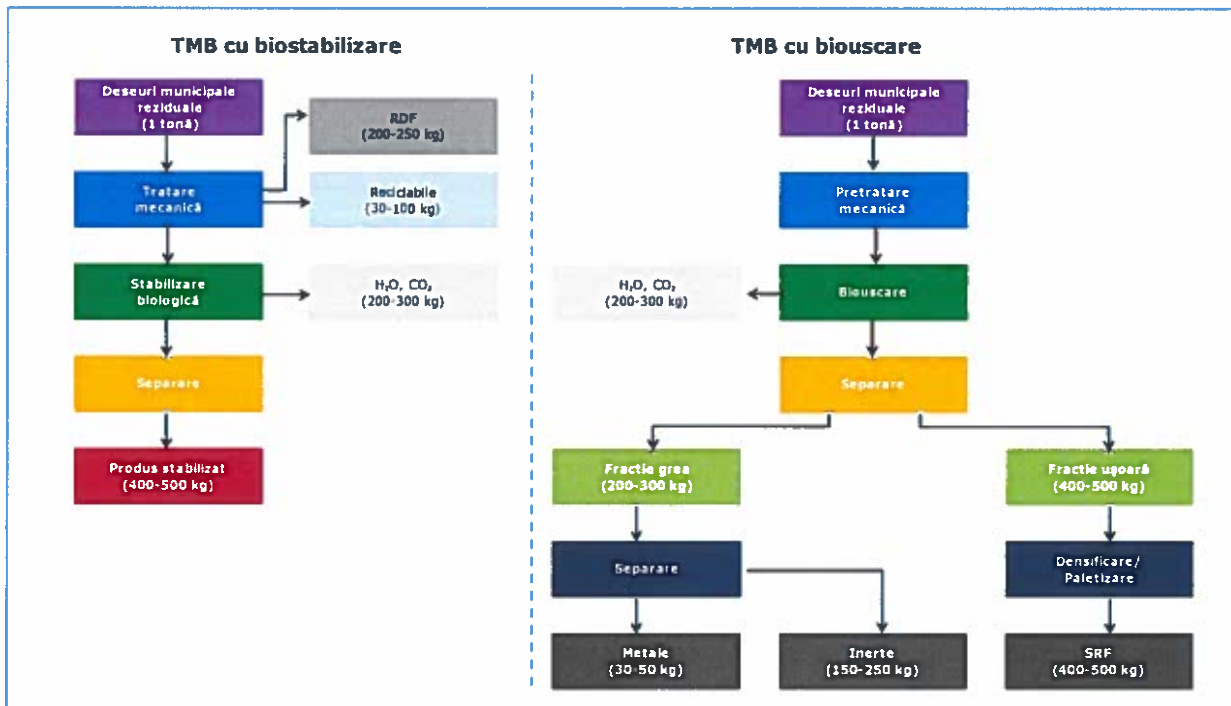 TMB cu biostabilizare
Deseuri municipale
reziduale
(1 tonă)
RDF
(200-250 kg)
Tratare
mecanică
Reciclabile
(30-100 kg)
Stabilizare
biologică
H₂O, CO₂
(200-300 kg)
Separare
Produs stabilizat
(400-500 kg)
TMB cu biouscare
Deseuri municipale
reziduale
(1 tonă)
Pretratare
mecanică
H₂O, CO₂
(200-300 kg)
Biouscare
Separare
Fractie grea
(200-300 kg)
Fractie ușoară
(400-500 kg)
Separare
Densificare/
Paletizare
Metale
(30-50 kg)
Inerte
(150-250 kg)
SRF
(400-500 kg)